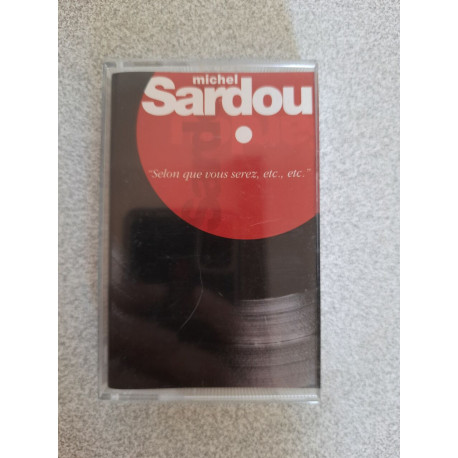 michel
Sardou
"Selon que vous serez, etc., etc."